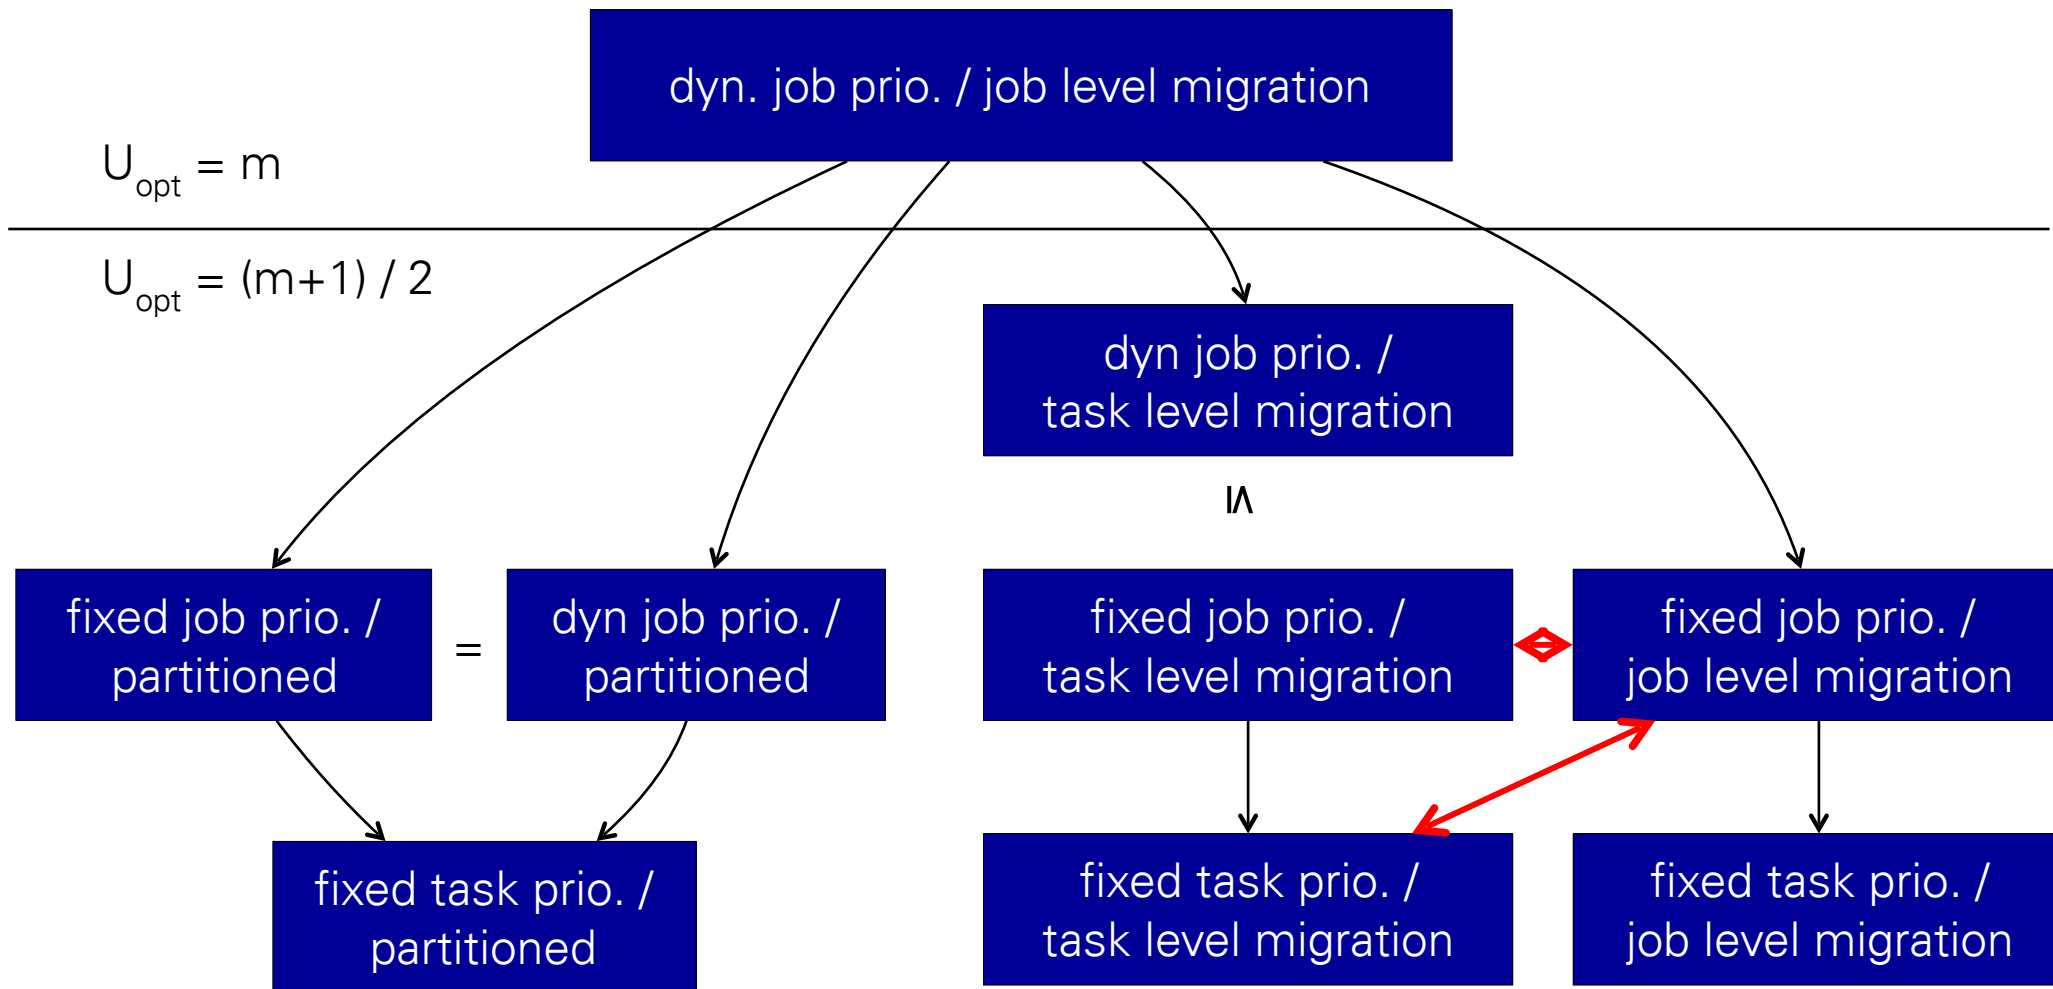 dyn. job prio. / job level migration
U_opt = m
U_opt = (m+1) / 2
dyn job prio. /
task level migration
≤
fixed job prio. /
partitioned
=
dyn job prio. /
partitioned
fixed job prio. /
task level migration
fixed job prio. /
job level migration
fixed task prio. /
partitioned
fixed task prio. /
task level migration
fixed task prio. /
job level migration